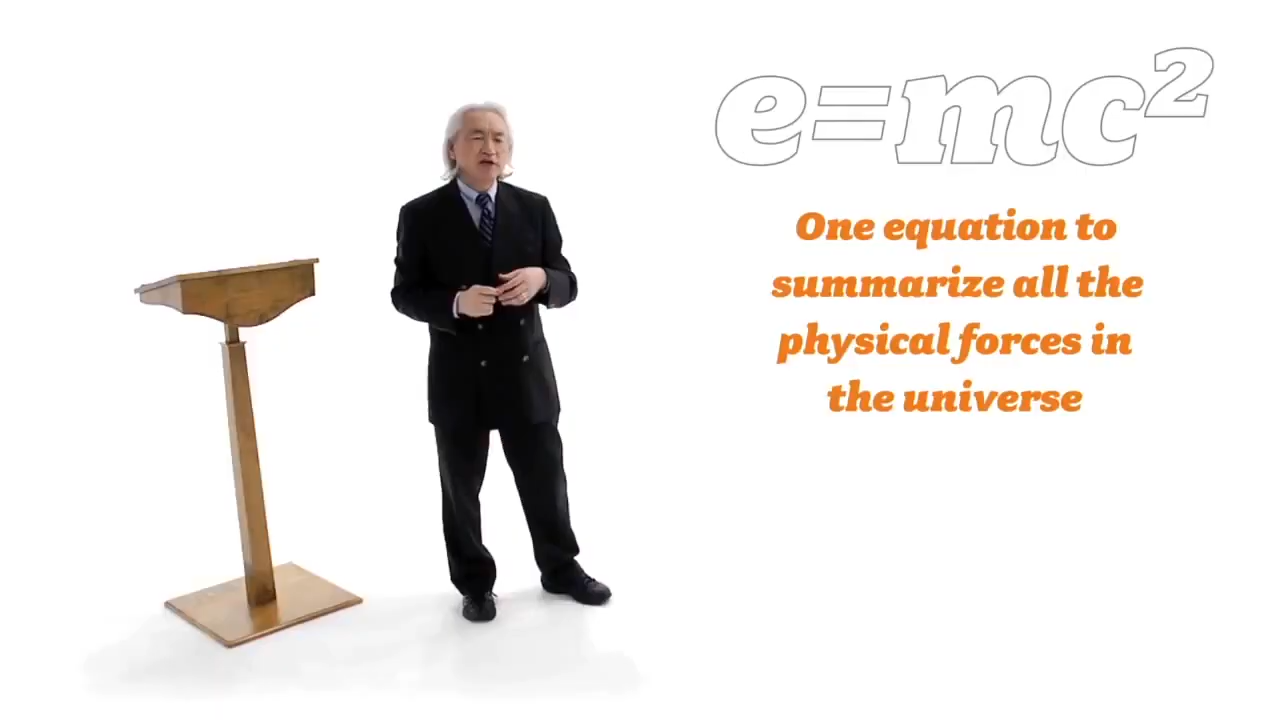 e=mc²
One equation to
summarize all the
physical forces in
the universe